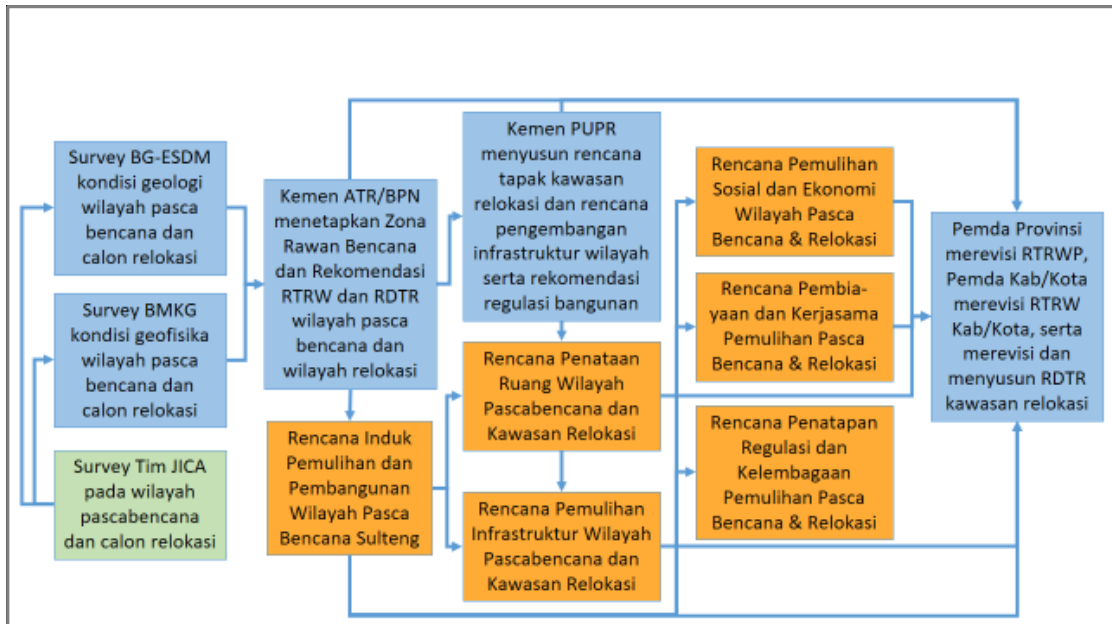 Survey BG-ESDM
kondisi geologi
wilayah pasca
bencana dan
calon relokasi
Survey BMKG
kondisi geofisika
wilayah pasca
bencana dan
calon relokasi
Survey Tim JICA
pada wilayah
pascabencana
dan calon relokasi
Kemen ATR/BPN
menetapkan Zona
Rawan Bencana
dan Rekomendasi
RTRW dan RDTR
wilayah pasca
bencana dan
wilayah relokasi
Rencana Induk
Pemulihan dan
Pembangunan
Wilayah Pasca
Bencana Sulteng
Kemen PUPR
menyusun rencana
tapak kawasan
relokasi dan rencana
pengembangan
infrastruktur wilayah
serta rekomendasi
regulasi bangunan
Rencana Penataan
Ruang Wilayah
Pascabencana dan
Kawasan Relokasi
Rencana Pemulihan
Infrastruktur Wilayah
Pascabencana dan
Kawasan Relokasi
Rencana Pemulihan
Sosial dan Ekonomi
Wilayah Pasca
Bencana & Relokasi
Rencana Pembia-
yaan dan Kerjasama
Pemulihan Pasca
Bencana & Relokasi
Rencana Penatapan
Regulasi dan
Kelembagaan
Pemulihan Pasca
Bencana & Relokasi
Pemda Provinsi
merevisi RTRWP,
Pemda Kab/Kota
merevisi RTRW
Kab/Kota, serta
merevisi dan
menyusun RDTR
kawasan relokasi